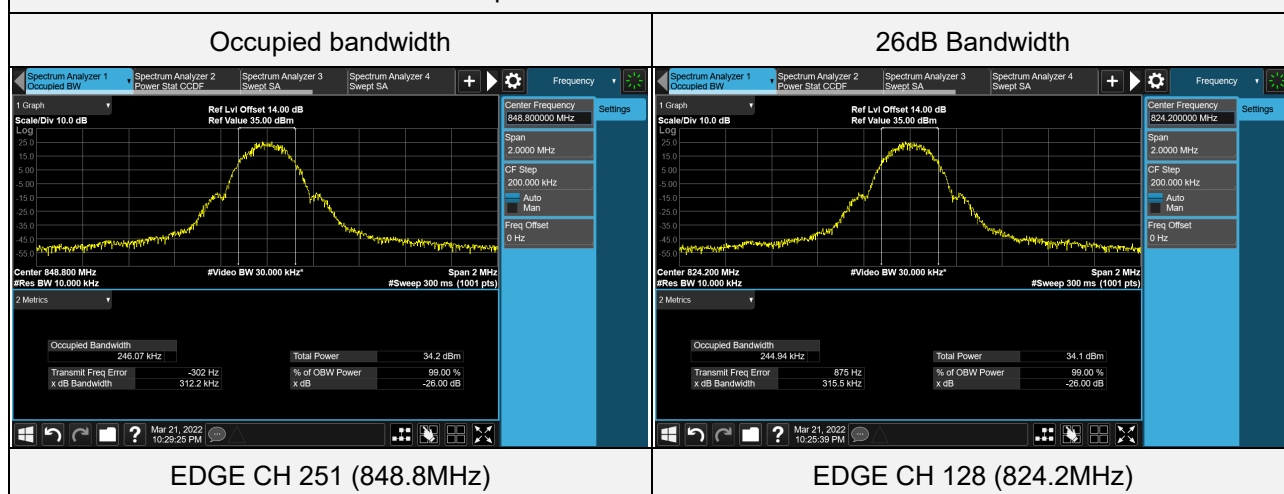 Occupied bandwidth
26dB Bandwidth
Spectrum Analyzer 1
Occupied BW
Spectrum Analyzer 2
Power Stat CCDF
Spectrum Analyzer 3
Swept SA
Spectrum Analyzer 4
Swept SA
+
Frequency
1 Graph
Scale/Div 10.0 dB
Ref Lvl Offset 14.00 dB
Ref Value 35.00 dBm
Log
25.0
15.0
5.00
-5.00
-15.0
-25.0
-35.0
-45.0
-55.0
Center 848.800 MHz
#Res BW 10.000 kHz
#Video BW 30.000 kHz*
Span 2 MHz
#Sweep 300 ms (1001 pts)
Center Frequency
848.800000 MHz
Settings
Span
2.0000 MHz
CF Step
200.000 kHz
Auto
Man
Freq Offset
0 Hz
2 Metrics
Occupied Bandwidth
246.07 kHz
Total Power 34.2 dBm
Transmit Freq Error -302 Hz
% of OBW Power 99.00 %
x dB Bandwidth 312.2 kHz
x dB -26.00 dB
?
Mar 21, 2022
10:29:25 PM
Spectrum Analyzer 1
Occupied BW
Spectrum Analyzer 2
Power Stat CCDF
Spectrum Analyzer 3
Swept SA
Spectrum Analyzer 4
Swept SA
+
Frequency
1 Graph
Scale/Div 10.0 dB
Ref Lvl Offset 14.00 dB
Ref Value 35.00 dBm
Log
25.0
15.0
5.00
-5.00
-15.0
-25.0
-35.0
-45.0
-55.0
Center 824.200 MHz
#Res BW 10.000 kHz
#Video BW 30.000 kHz*
Span 2 MHz
#Sweep 300 ms (1001 pts)
Center Frequency
824.200000 MHz
Settings
Span
2.0000 MHz
CF Step
200.000 kHz
Auto
Man
Freq Offset
0 Hz
2 Metrics
Occupied Bandwidth
244.94 kHz
Total Power 34.1 dBm
Transmit Freq Error 875 Hz
% of OBW Power 99.00 %
x dB Bandwidth 315.5 kHz
x dB -26.00 dB
?
Mar 21, 2022
10:25:39 PM
EDGE CH 251 (848.8MHz)
EDGE CH 128 (824.2MHz)